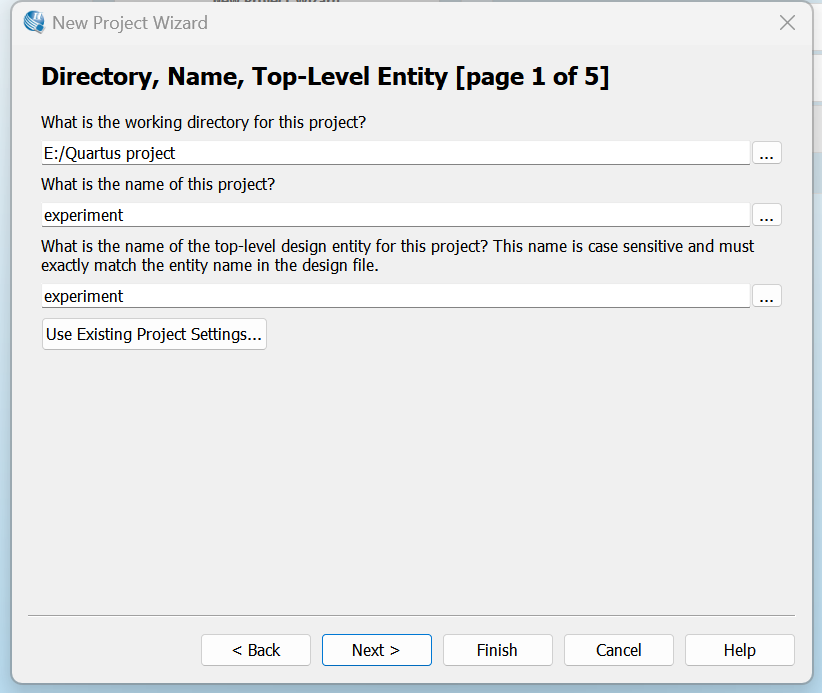 New Project Wizard
Directory, Name, Top-Level Entity [page 1 of 5]
What is the working directory for this project?
E:/Quartus project
...
What is the name of this project?
experiment
...
What is the name of the top-level design entity for this project? This name is case sensitive and must
exactly match the entity name in the design file.
experiment
...
Use Existing Project Settings...
< Back
Next >
Finish
Cancel
Help